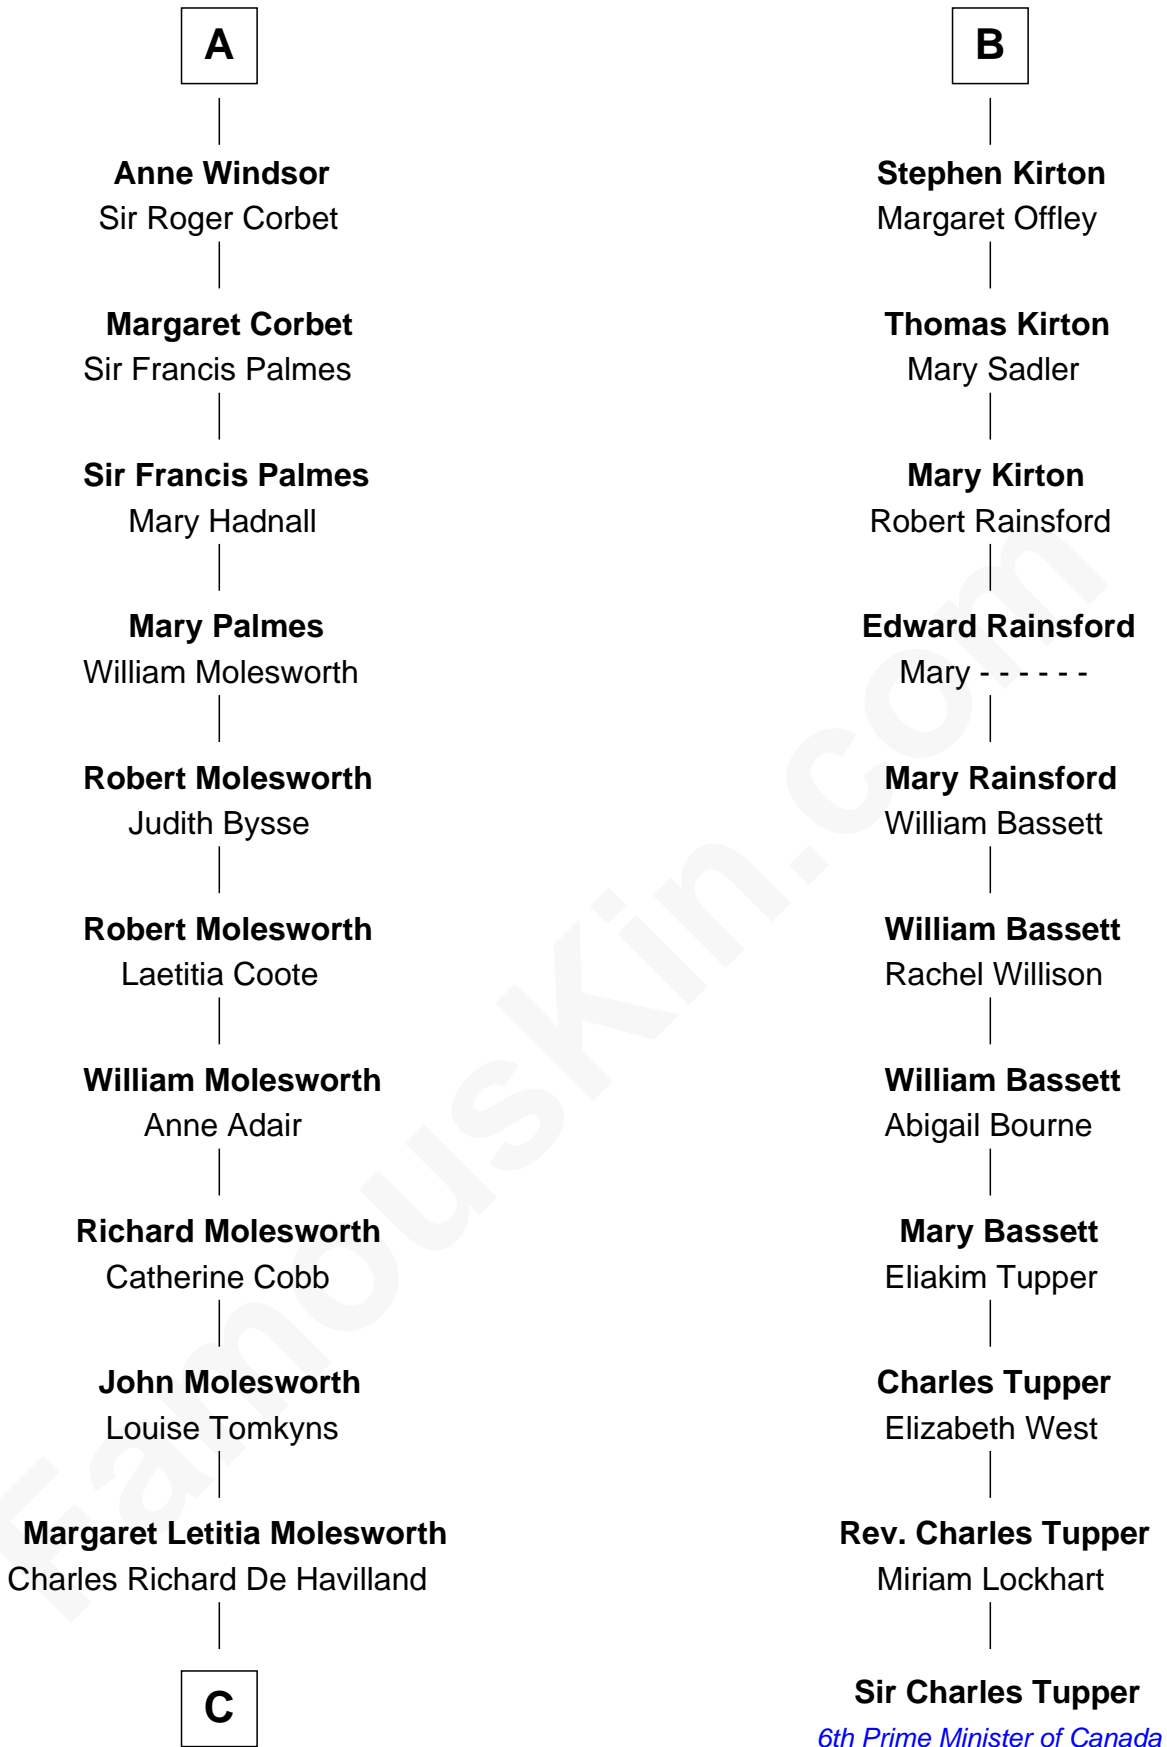 A
Anne Windsor
Sir Roger Corbet
Margaret Corbet
Sir Francis Palmes
Sir Francis Palmes
Mary Hadnall
Mary Palmes
William Molesworth
Robert Molesworth
Judith Bysse
Robert Molesworth
Laetitia Coote
William Molesworth
Anne Adair
Richard Molesworth
Catherine Cobb
John Molesworth
Louise Tomkyns
Margaret Letitia Molesworth
Charles Richard De Havilland
C
B
Stephen Kirton
Margaret Offley
Thomas Kirton
Mary Sadler
Mary Kirton
Robert Rainsford
Edward Rainsford
Mary - - - - - -
Mary Rainsford
William Bassett
William Bassett
Rachel Willison
William Bassett
Abigail Bourne
Mary Bassett
Eliakim Tupper
Charles Tupper
Elizabeth West
Rev. Charles Tupper
Miriam Lockhart
Sir Charles Tupper
6th Prime Minister of Canada
FamousKin.com